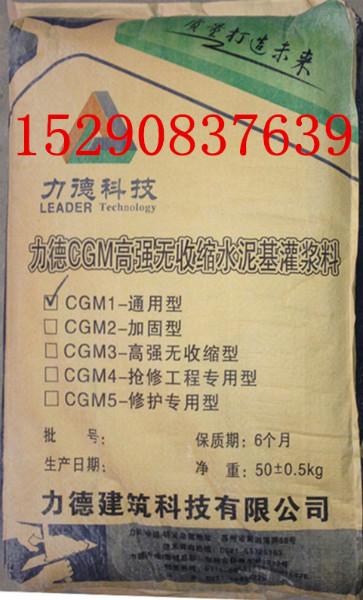 质量打造未来
15290837639
力德科技
LEADER Technology
力德CGM高强无收缩水泥基灌浆料
☑CGM1-通用型
☐CGM2-加固型
☐CGM3-高强无收缩型
☐CGM4-抢修工程专用型
☐CGM5-修护专用型
批 号: 保质期: 6个月
生产日期: 净 重: 50±0.5kg
力德建筑科技有限公司